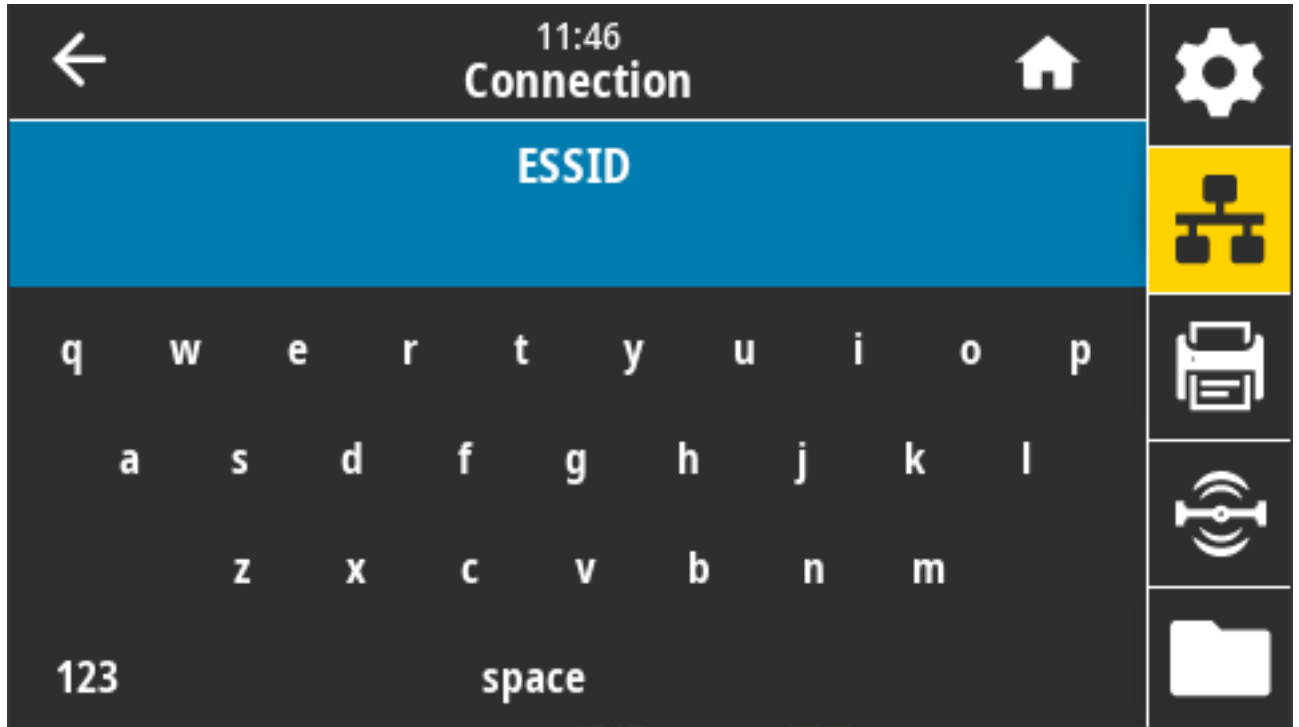 11:46
Connection
ESSID
q w e r t y u i o p
a s d f g h j k l
z x c v b n m
123 space